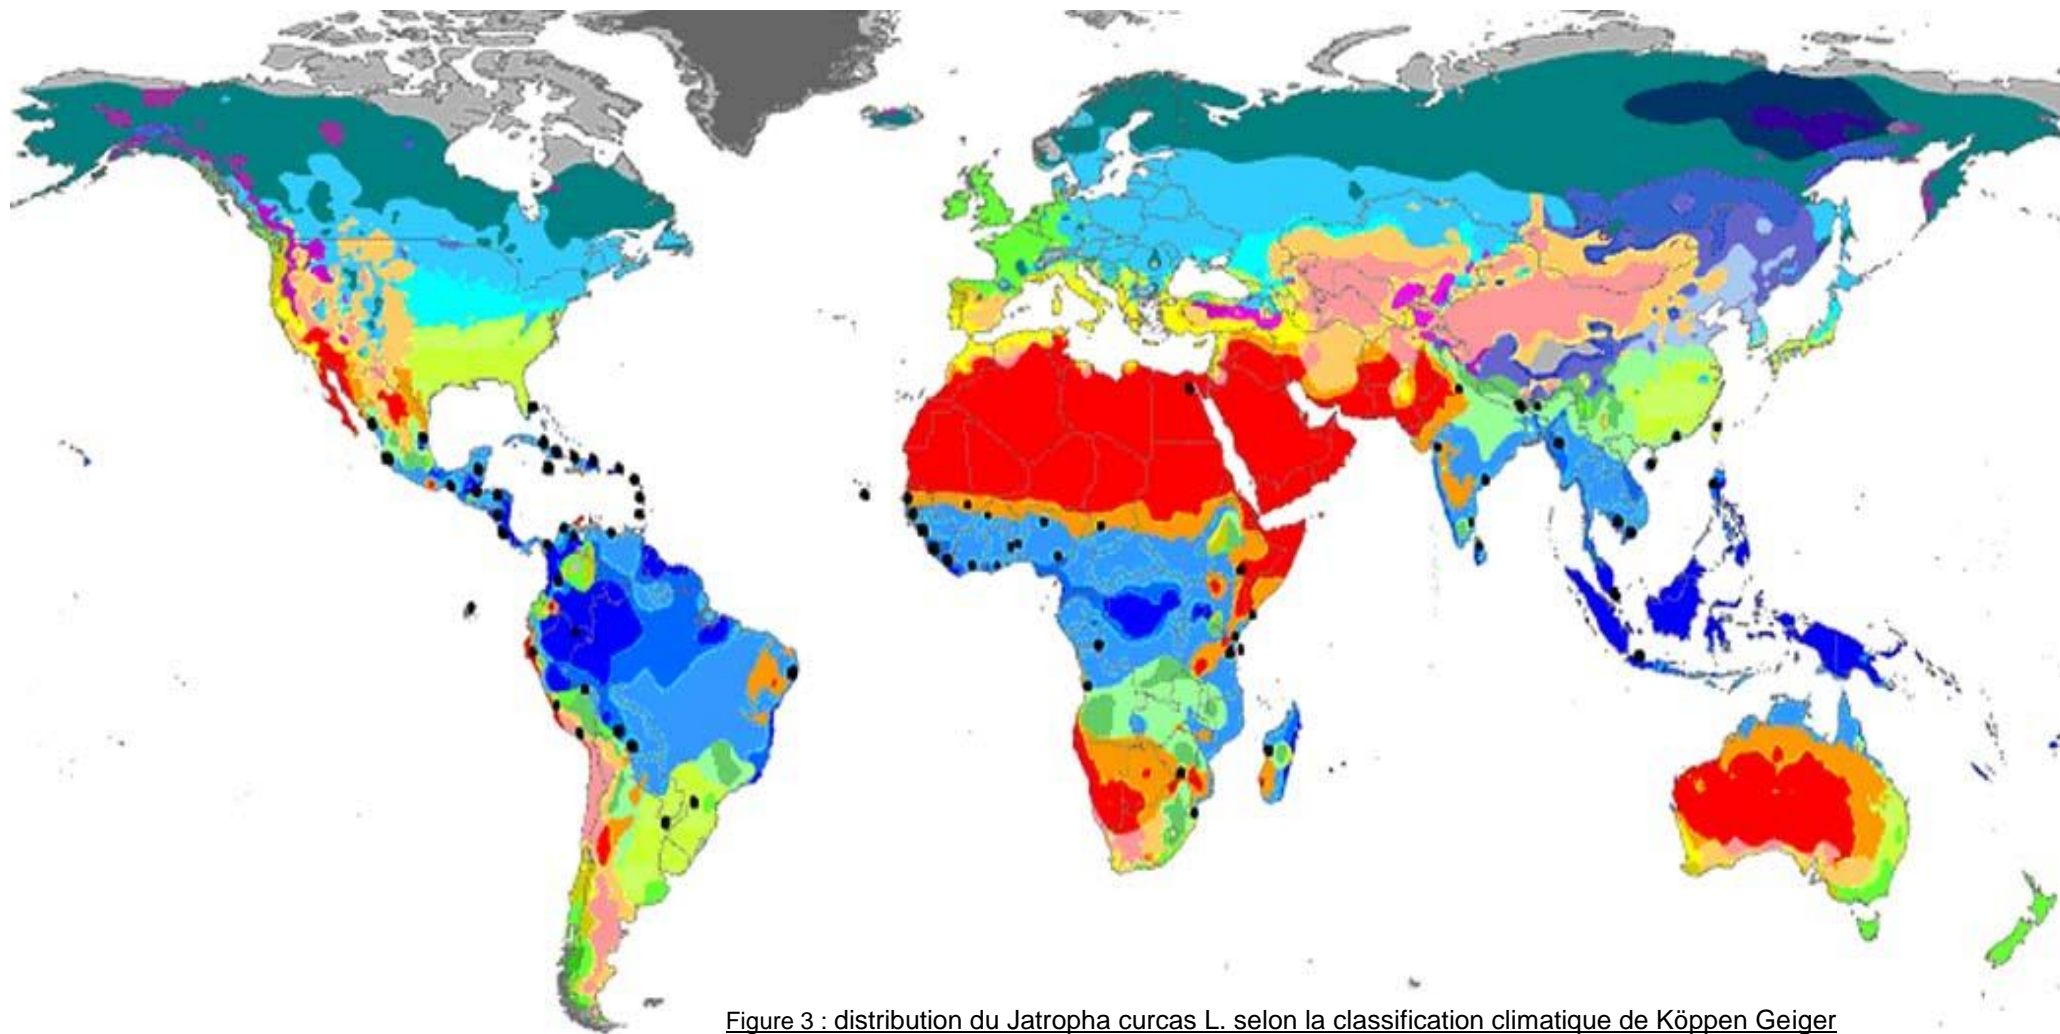 Figure 3 : distribution du Jatropha curcas L. selon la classification climatique de Köppen Geiger